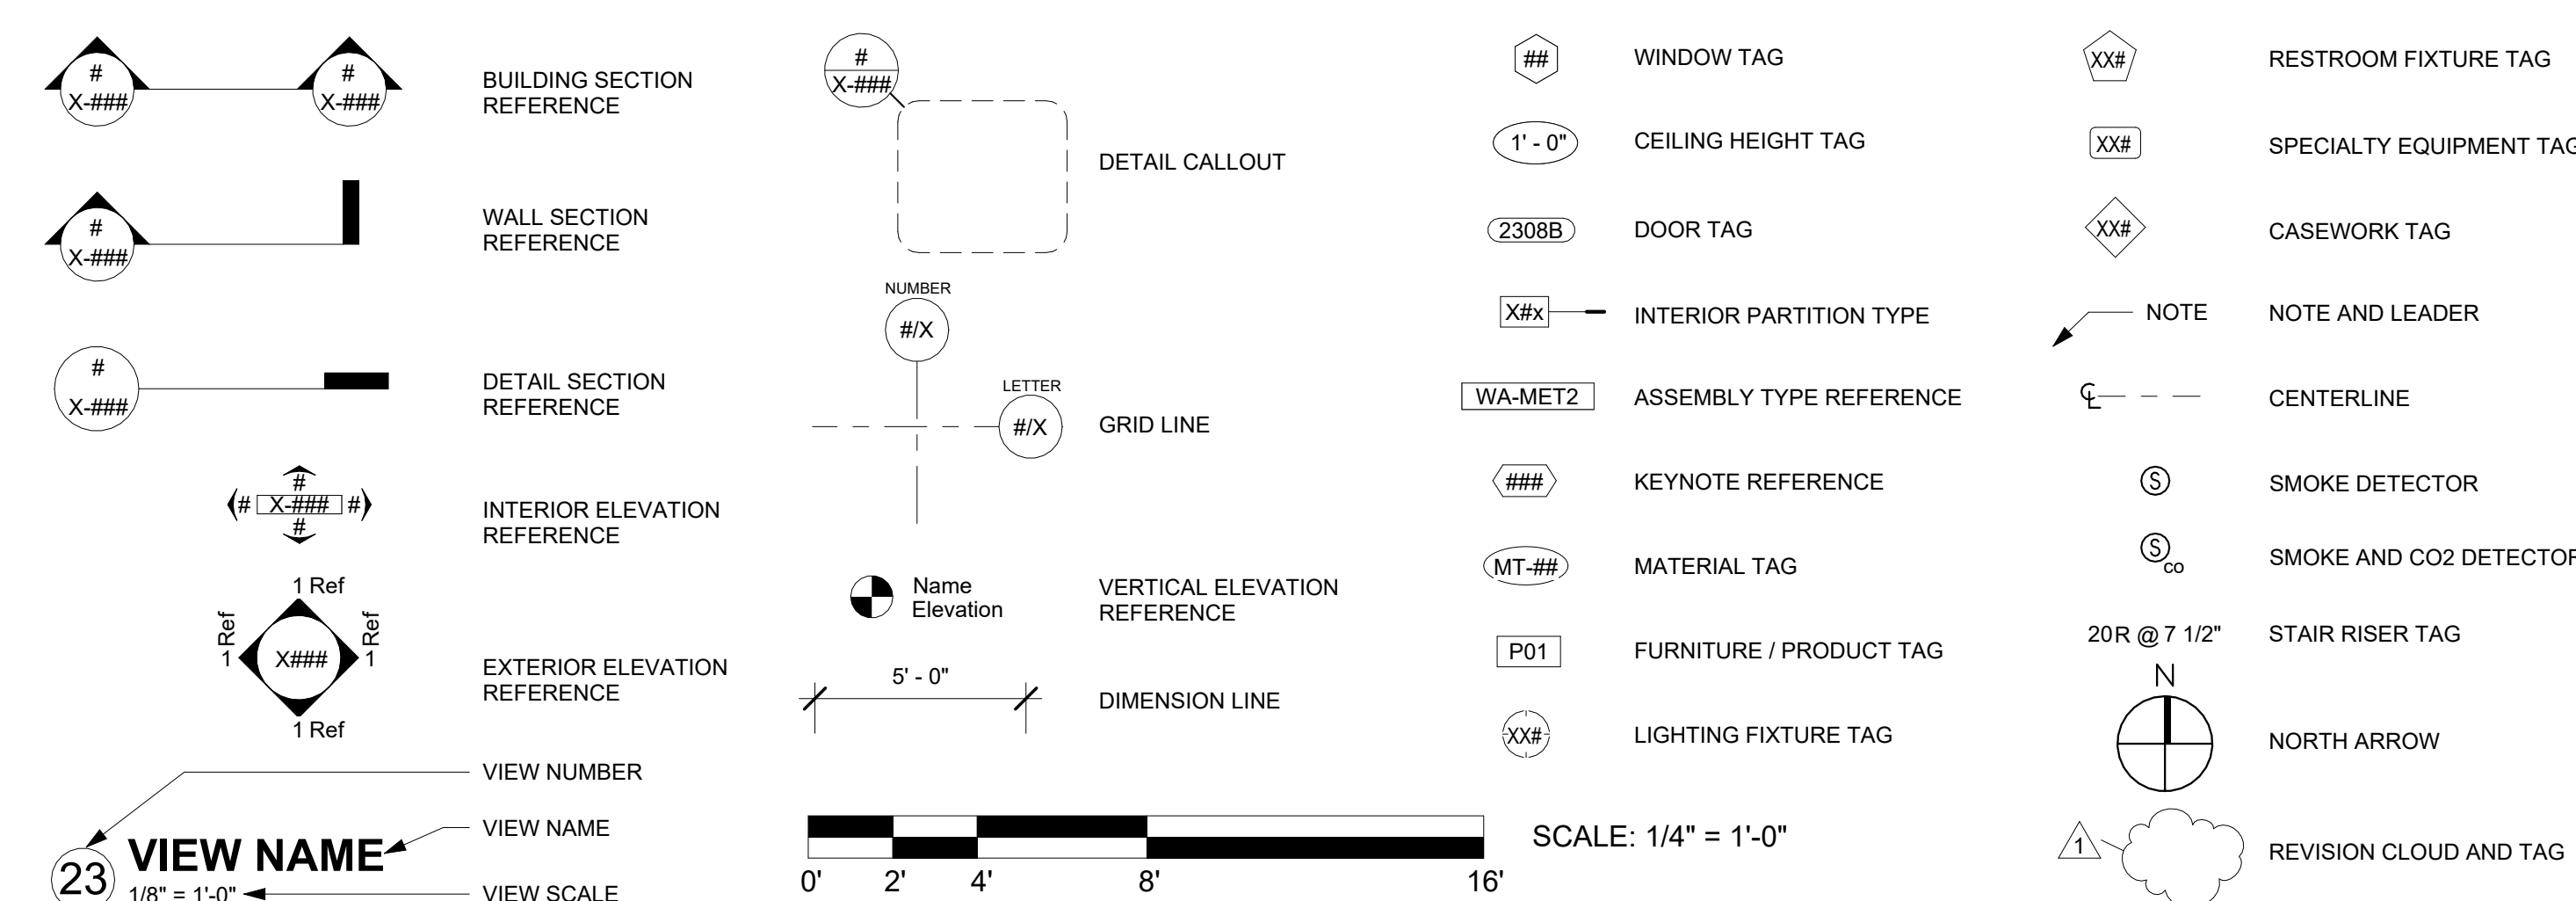 #
X-###
#
X-###
BUILDING SECTION
REFERENCE
#
X-###
WALL SECTION
REFERENCE
#
X-###
DETAIL SECTION
REFERENCE
#
# X-### #
#
INTERIOR ELEVATION
REFERENCE
1 Ref
1 Ref
X###
1 Ref
1 Ref
EXTERIOR ELEVATION
REFERENCE
VIEW NUMBER
VIEW NAME
VIEW SCALE
23
VIEW NAME
1/8" = 1'-0"
#
X-###
DETAIL CALLOUT
NUMBER
#/X
LETTER
#/X
GRID LINE
Name
Elevation
VERTICAL ELEVATION
REFERENCE
5' - 0"
DIMENSION LINE
0' 2' 4' 8' 16'
SCALE: 1/4" = 1'-0"
## WINDOW TAG
1' - 0" CEILING HEIGHT TAG
2308B DOOR TAG
X#x INTERIOR PARTITION TYPE
WA-MET2 ASSEMBLY TYPE REFERENCE
### KEYNOTE REFERENCE
MT-## MATERIAL TAG
P01 FURNITURE / PRODUCT TAG
XX# LIGHTING FIXTURE TAG
XX# RESTROOM FIXTURE TAG
XX# SPECIALTY EQUIPMENT TAG
XX# CASEWORK TAG
NOTE NOTE AND LEADER
℄ CENTERLINE
S SMOKE DETECTOR
S CO SMOKE AND CO2 DETECTOR
20R @ 7 1/2" STAIR RISER TAG
N
NORTH ARROW
1 REVISION CLOUD AND TAG